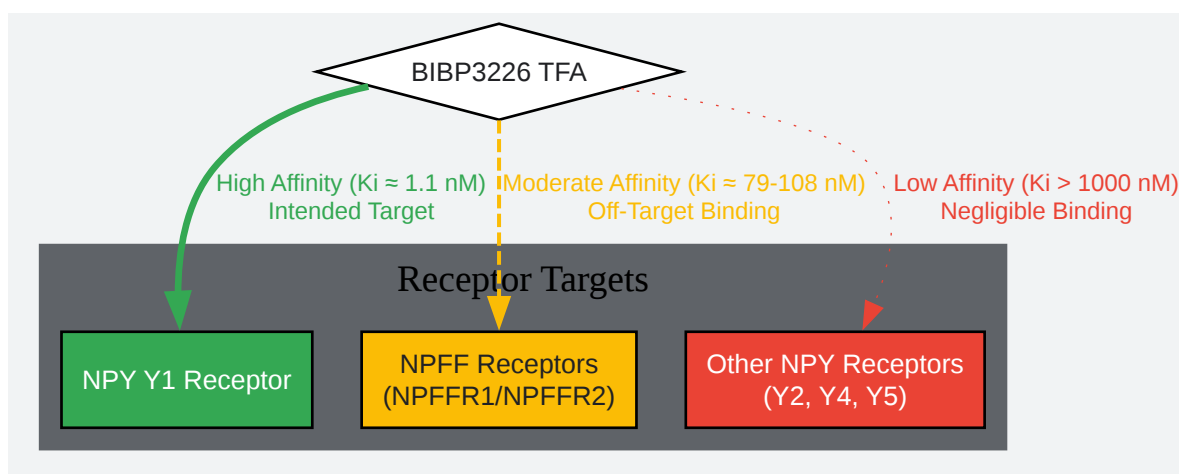 BIBP3226 TFA
High Affinity (Ki ≈ 1.1 nM)
Intended Target
Moderate Affinity (Ki ≈ 79-108 nM)
Off-Target Binding
Low Affinity (Ki > 1000 nM)
Negligible Binding
Receptor Targets
NPY Y1 Receptor
NPFF Receptors
(NPFFR1/NPFFR2)
Other NPY Receptors
(Y2, Y4, Y5)